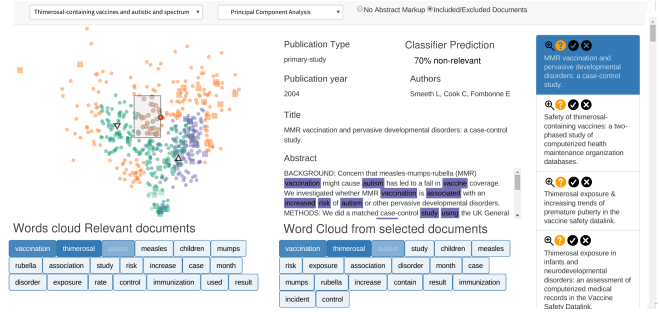 Thimerosal-containing vaccines and autistic and spectrum
Principal Component Analysis
No Abstract Markup Included/Excluded Documents
Publication Type
Classifier Prediction
primary-study
70% non-relevant
Publication year
Authors
2004
Smeeth L, Cook C, Fombonne E
Title
MMR vaccination and pervasive developmental disorders: a case-control
study.
Abstract
BACKGROUND: Concern that measles-mumps-rubella (MMR)
vaccination might cause autism has led to a fall in vaccine coverage.
We investigated whether MMR vaccination is associated with an
increased risk of autism or other pervasive developmental disorders.
METHODS: We did a matched case-control study using the UK General
MMR vaccination and
pervasive developmental
disorders: a case-control
study.
Safety of thimerosal-
containing vaccines: a two-
phased study of
computerized health
maintenance organization
databases.
Thimerosal exposure &
increasing trends of
premature puberty in the
vaccine safety datalink.
Thimerosal exposure in
infants and
neurodevelopmental
disorders: an assessment of
computerized medical
records in the Vaccine
Safety Datalink.
Words cloud Relevant documents
vaccination thimerosal autism measles children mumps
rubella association study risk increase case month
disorder exposure rate control immunization used result
Word Cloud from selected documents
vaccination thimerosal autism study children measles
risk exposure association disorder month case
mumps rubella increase contain result immunization
incident control